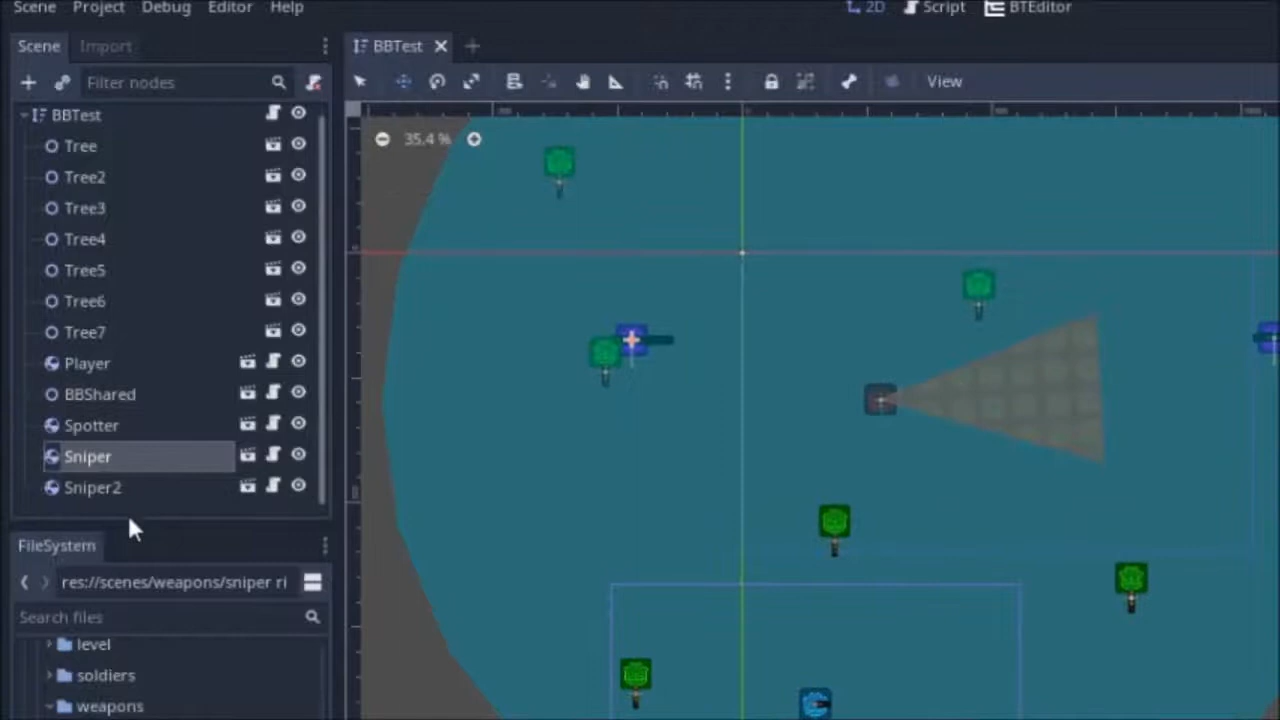 Scene Project Debug Editor Help 2D Script BTEditor
Scene Import BBTest
Filter nodes View
BBTest
35.4 %
Tree
Tree2
Tree3
Tree4
Tree5
Tree6
Tree7
Player
BBShared
Spotter
Sniper
Sniper2
FileSystem
res://scenes/weapons/sniper ri
Search files
level
soldiers
weapons